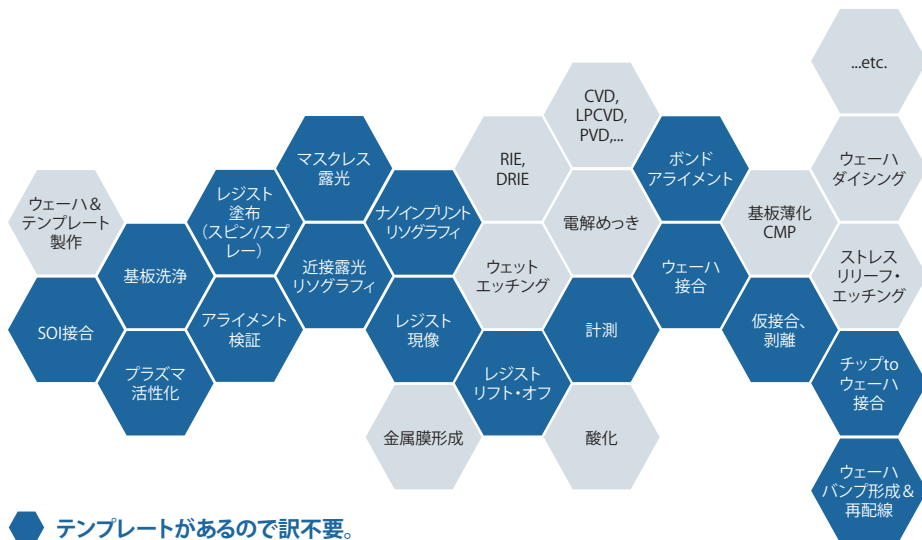 ウェーハ＆
テンプレート
製作
SOI接合
基板洗浄
プラズマ
活性化
レジスト
塗布
（スピン/スプ
レー）
アライメント
検証
マスクレス
露光
近接露光
リソグラフィ
ナノインプリント
リソグラフィ
レジスト
現像
金属膜形成
RIE,
DRIE
ウェット
エッチング
レジスト
リフト・オフ
CVD,
LPCVD,
PVD,...
電解めっき
計測
酸化
ボンド
アライメント
ウェーハ
接合
基板薄化
CMP
仮接合、
剥離
...etc.
ウェーハ
ダイシング
ストレス
リリーフ・
エッチング
チップto
ウェーハ
接合
ウェーハ
バンプ形成＆
再配線
テンプレートがあるので訳不要。